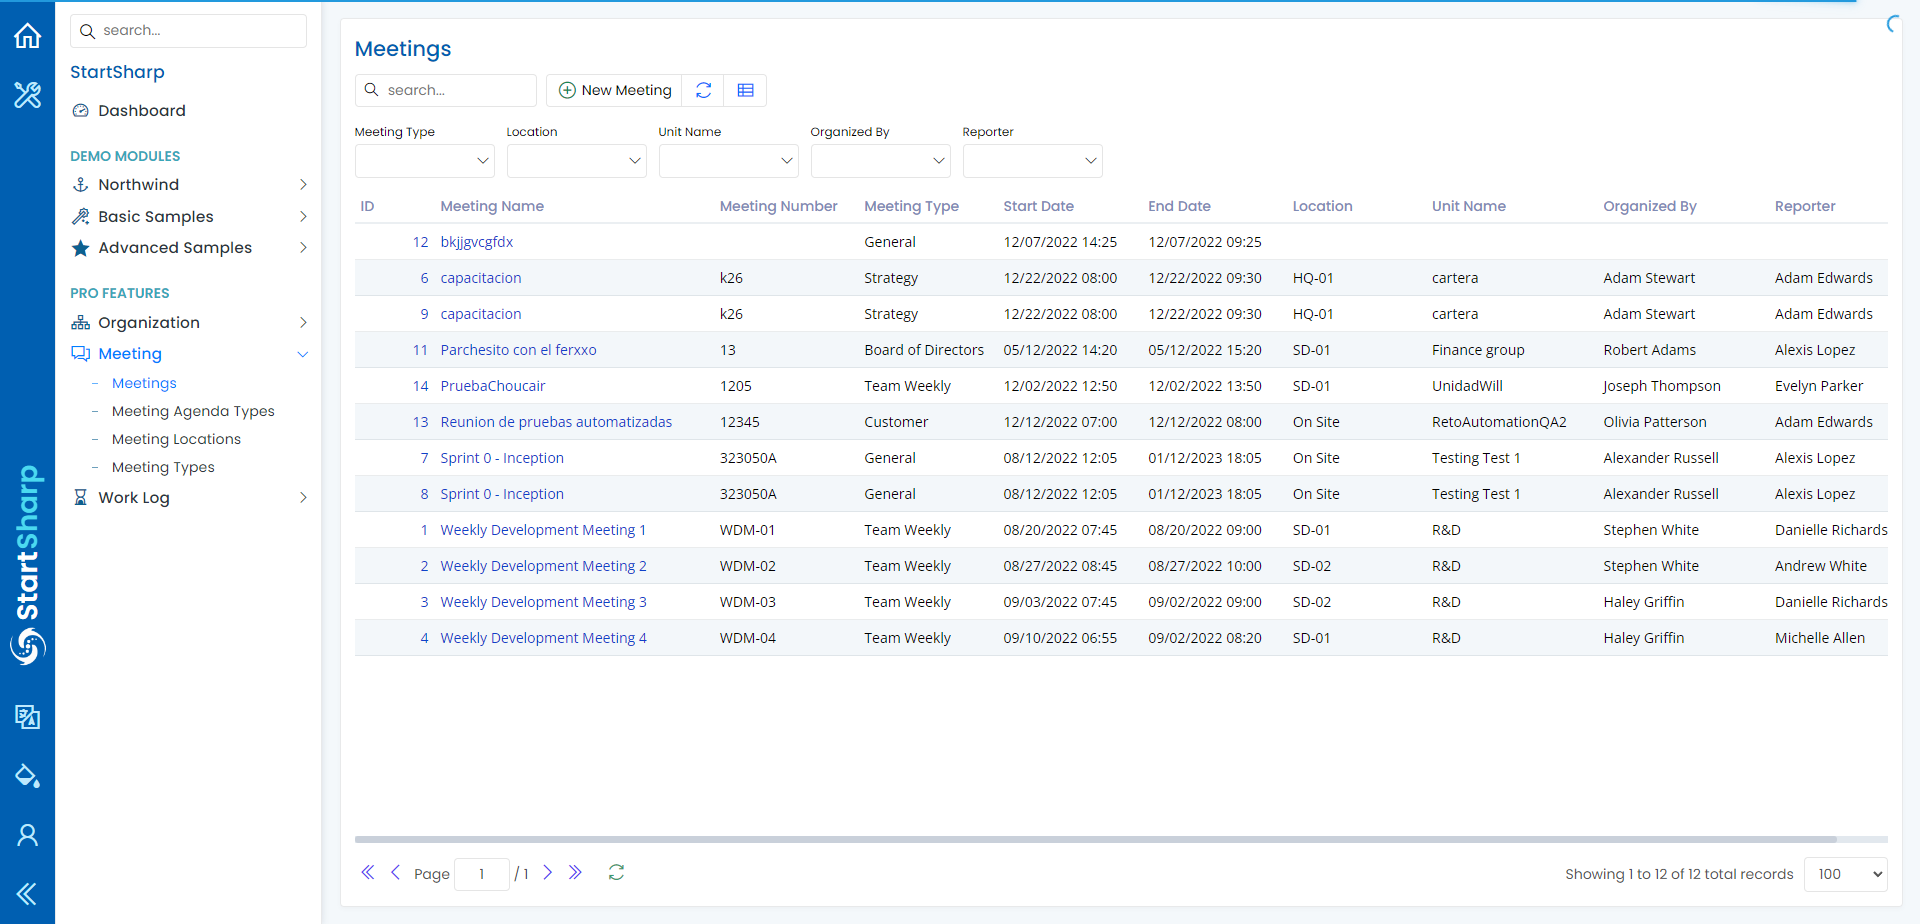 search...
StartSharp
Dashboard
DEMO MODULES
Northwind
Basic Samples
Advanced Samples
PRO FEATURES
Organization
Meeting
- Meetings
- Meeting Agenda Types
- Meeting Locations
- Meeting Types
Work Log
StartSharp
Meetings
search...
New Meeting
Meeting Type Location Unit Name Organized By Reporter
ID Meeting Name Meeting Number Meeting Type Start Date End Date Location Unit Name Organized By Reporter
12 bkjjgvcgfdx General 12/07/2022 14:25 12/07/2022 09:25
6 capacitacion k26 Strategy 12/22/2022 08:00 12/22/2022 09:30 HQ-01 cartera Adam Stewart Adam Edwards
9 capacitacion k26 Strategy 12/22/2022 08:00 12/22/2022 09:30 HQ-01 cartera Adam Stewart Adam Edwards
11 Parchesito con el ferxxo 13 Board of Directors 05/12/2022 14:20 05/12/2022 15:20 SD-01 Finance group Robert Adams Alexis Lopez
14 PruebaChoucair 1205 Team Weekly 12/02/2022 12:50 12/02/2022 13:50 SD-01 UnidadWill Joseph Thompson Evelyn Parker
13 Reunion de pruebas automatizadas 12345 Customer 12/12/2022 07:00 12/12/2022 08:00 On Site RetoAutomationQA2 Olivia Patterson Adam Edwards
7 Sprint 0 - Inception 323050A General 08/12/2022 12:05 01/12/2023 18:05 On Site Testing Test 1 Alexander Russell Alexis Lopez
8 Sprint 0 - Inception 323050A General 08/12/2022 12:05 01/12/2023 18:05 On Site Testing Test 1 Alexander Russell Alexis Lopez
1 Weekly Development Meeting 1 WDM-01 Team Weekly 08/20/2022 07:45 08/20/2022 09:00 SD-01 R&D Stephen White Danielle Richards
2 Weekly Development Meeting 2 WDM-02 Team Weekly 08/27/2022 08:45 08/27/2022 10:00 SD-02 R&D Stephen White Andrew White
3 Weekly Development Meeting 3 WDM-03 Team Weekly 09/03/2022 07:45 09/02/2022 09:00 SD-02 R&D Haley Griffin Danielle Richards
4 Weekly Development Meeting 4 WDM-04 Team Weekly 09/10/2022 06:55 09/02/2022 08:20 SD-01 R&D Haley Griffin Michelle Allen
Page 1 / 1
Showing 1 to 12 of 12 total records 100